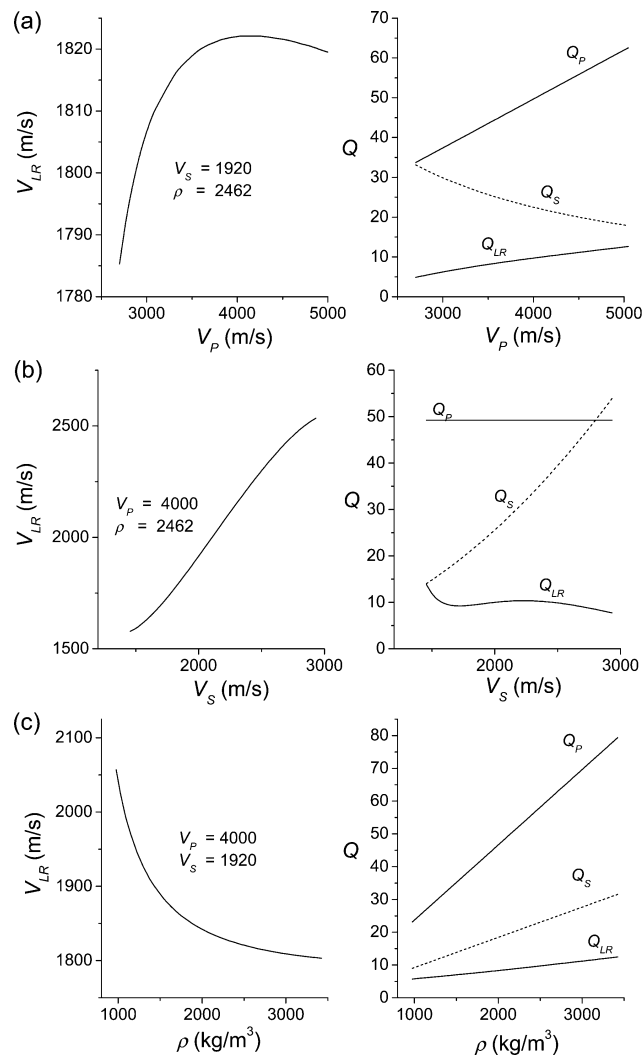 (a)
1820
1810
1800
1790
1780
V_LR (m/s)
V_S = 1920
ρ = 2462
3000 4000 5000
V_P (m/s)
70
60
50
40
30
20
10
0
Q
Q_P
Q_S
Q_LR
3000 4000 5000
V_P (m/s)
(b)
2500
2000
1500
V_LR (m/s)
V_P = 4000
ρ = 2462
2000 3000
V_S (m/s)
60
50
40
30
20
10
0
Q
Q_P
Q_S
Q_LR
2000 3000
V_S (m/s)
(c)
2100
2000
1900
1800
V_LR (m/s)
V_P = 4000
V_S = 1920
1000 2000 3000
ρ (kg/m³)
80
70
60
50
40
30
20
10
0
Q
Q_P
Q_S
Q_LR
1000 2000 3000
ρ (kg/m³)